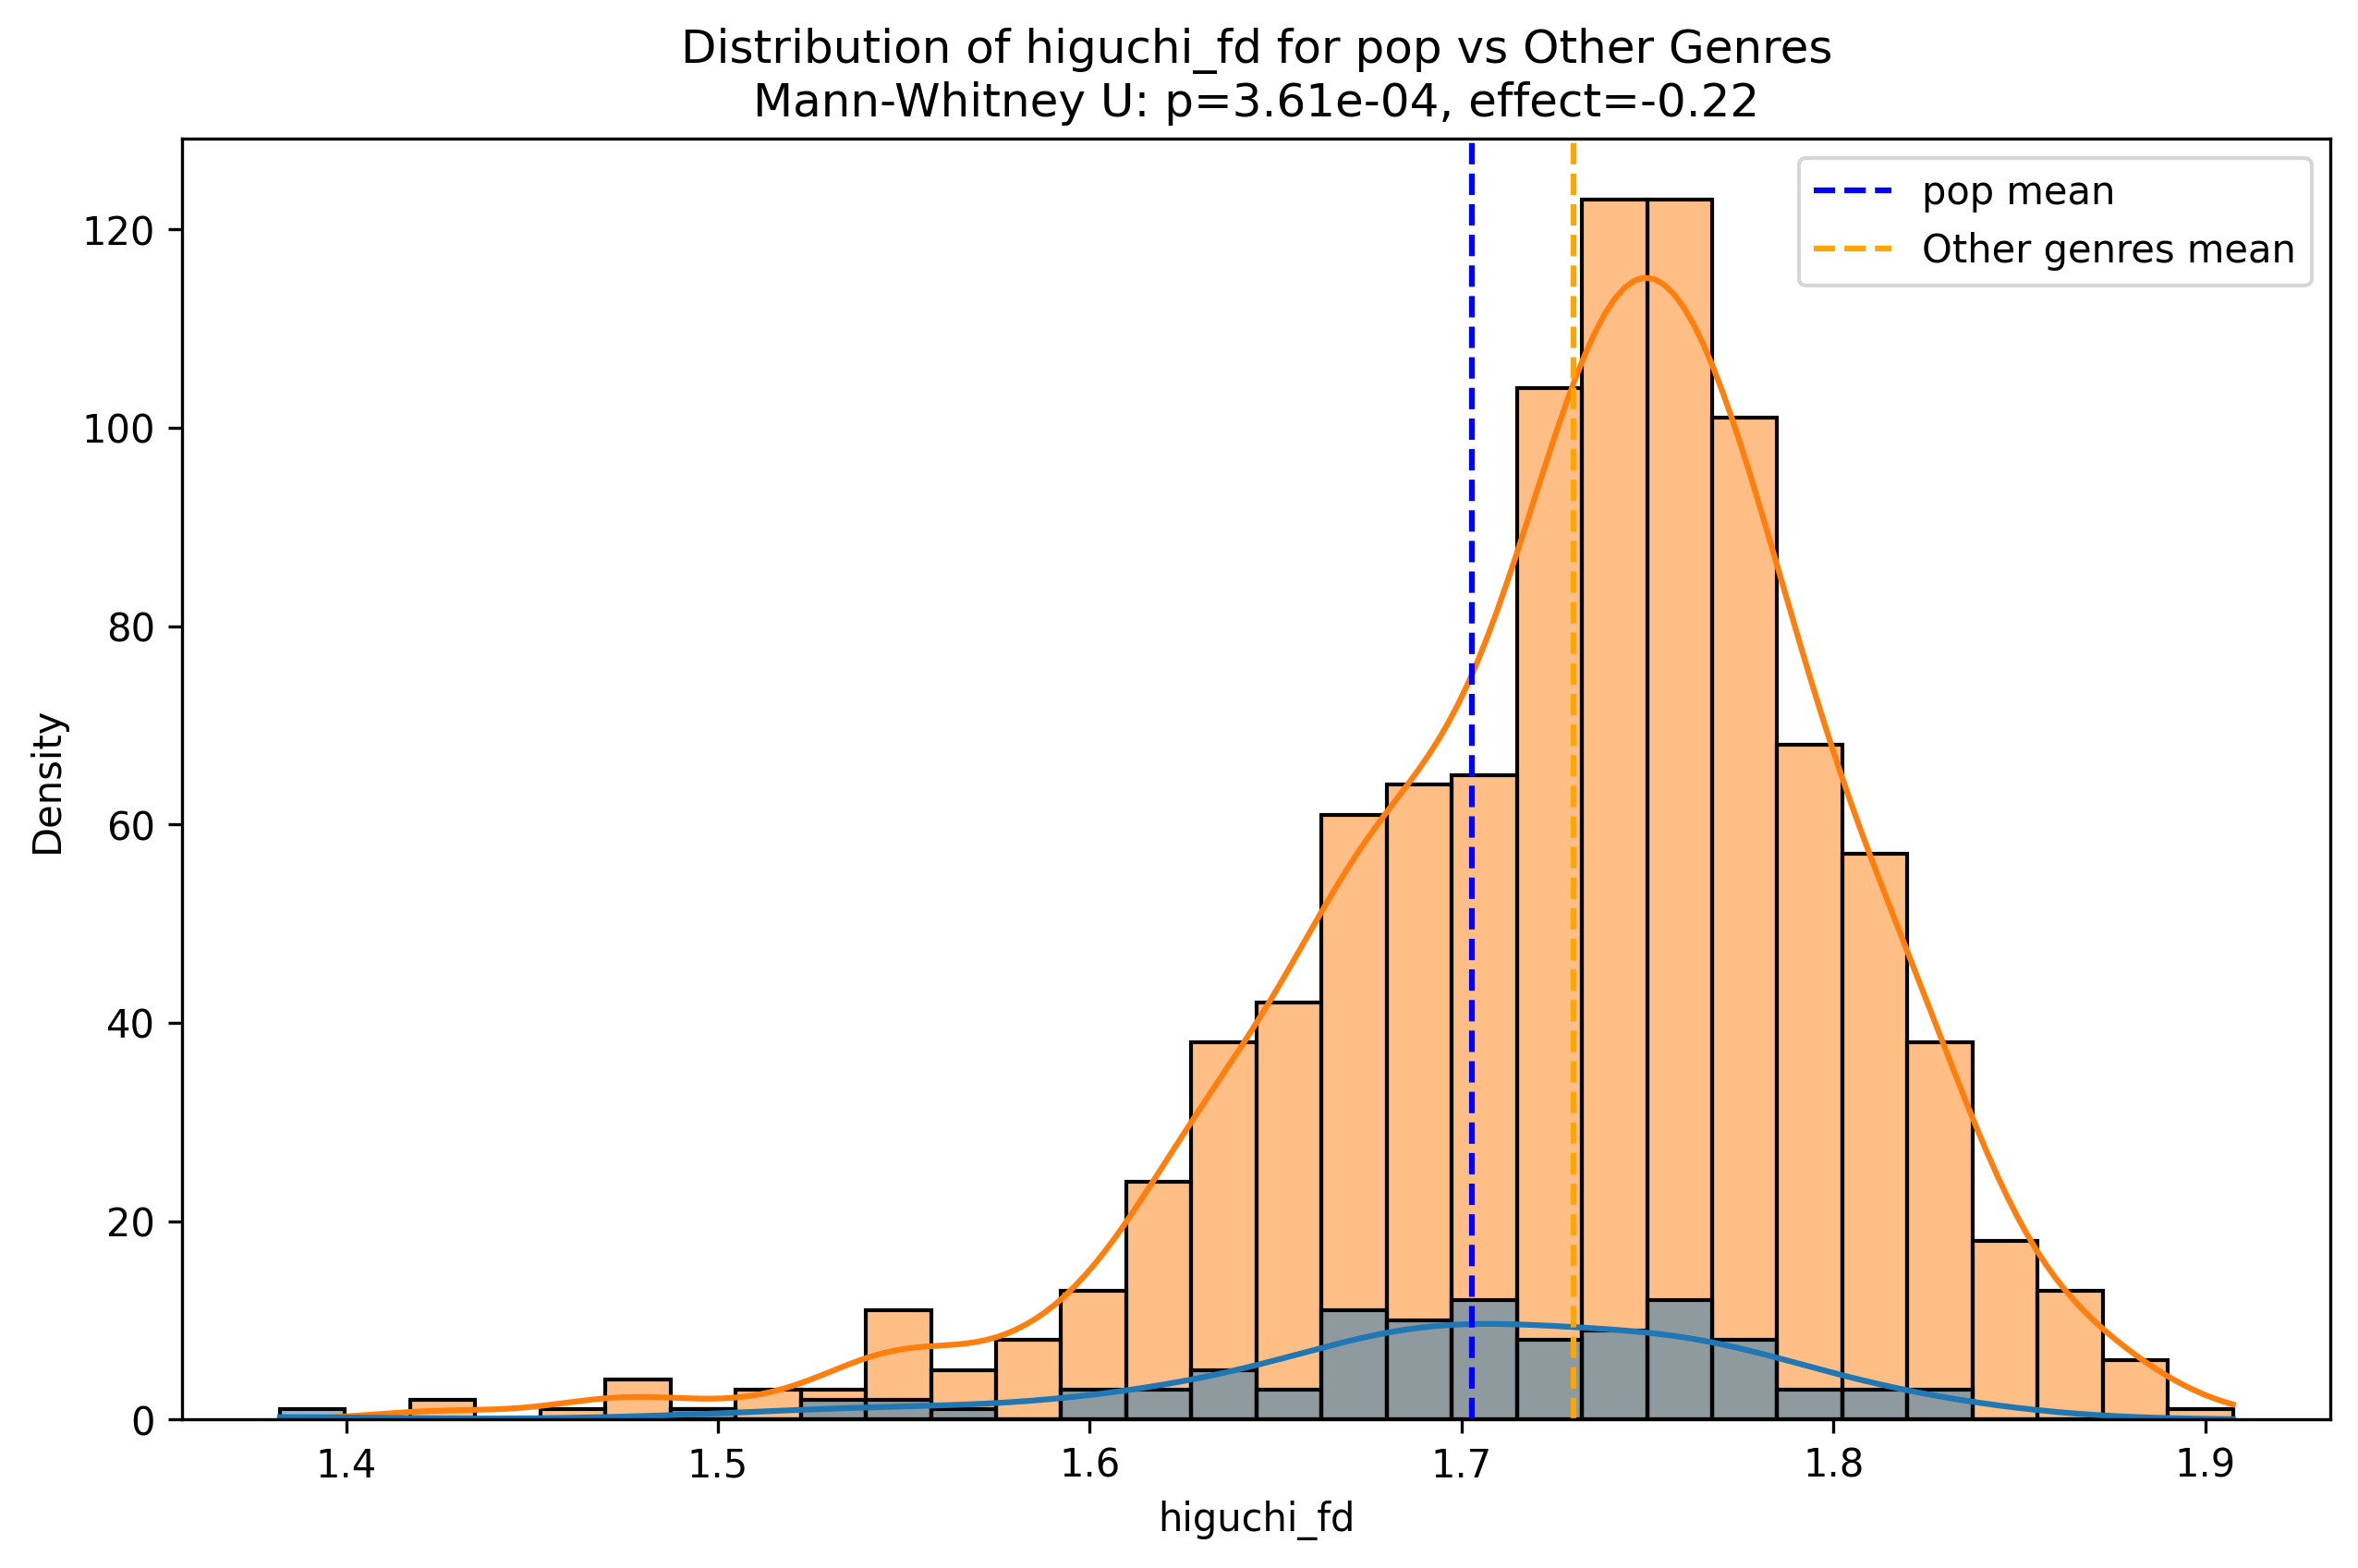 Distribution of higuchi_fd for pop vs Other Genres
Mann-Whitney U: p=3.61e-04, effect=-0.22
pop mean
Other genres mean
120
100
80
60
40
20
0
Density
1.4 1.5 1.6 1.7 1.8 1.9
higuchi_fd